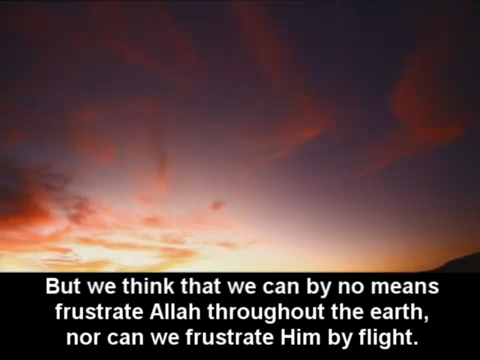 But we think that we can by no means
frustrate Allah throughout the earth,
nor can we frustrate Him by flight.